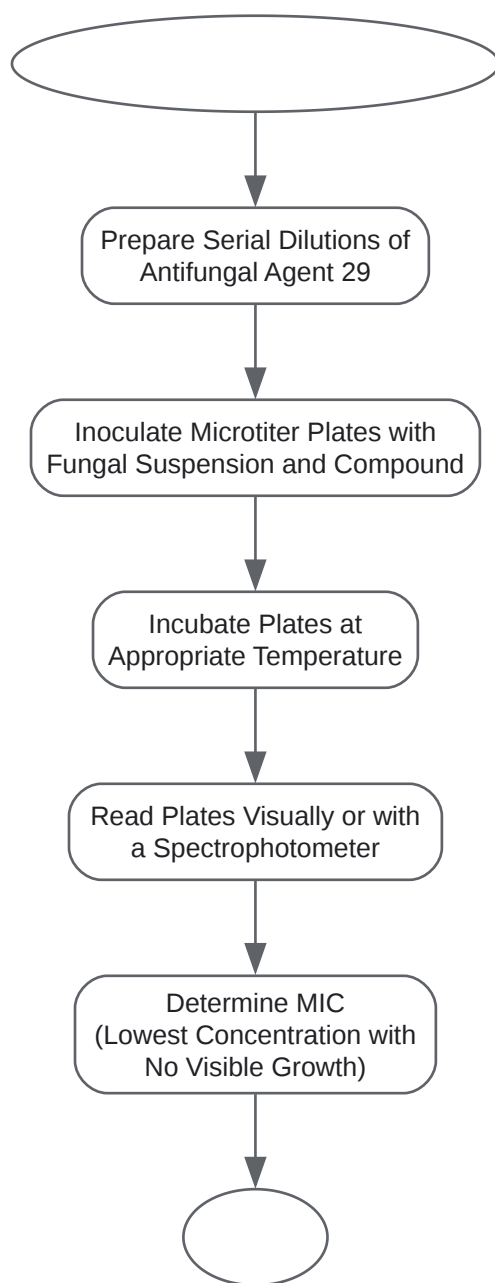 Prepare Serial Dilutions of
Antifungal Agent 29
Inoculate Microtiter Plates with
Fungal Suspension and Compound
Incubate Plates at
Appropriate Temperature
Read Plates Visually or with
a Spectrophotometer
Determine MIC
(Lowest Concentration with
No Visible Growth)